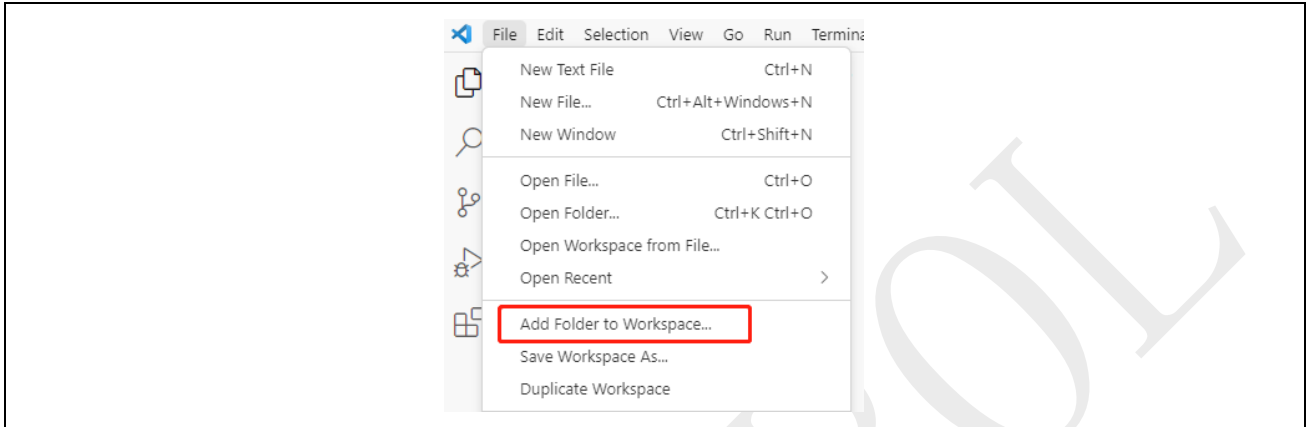 File Edit Selection View Go Run Termina
New Text File Ctrl+N
New File... Ctrl+Alt+Windows+N
New Window Ctrl+Shift+N
Open File... Ctrl+O
Open Folder... Ctrl+K Ctrl+O
Open Workspace from File...
Open Recent
Add Folder to Workspace...
Save Workspace As...
Duplicate Workspace
POL